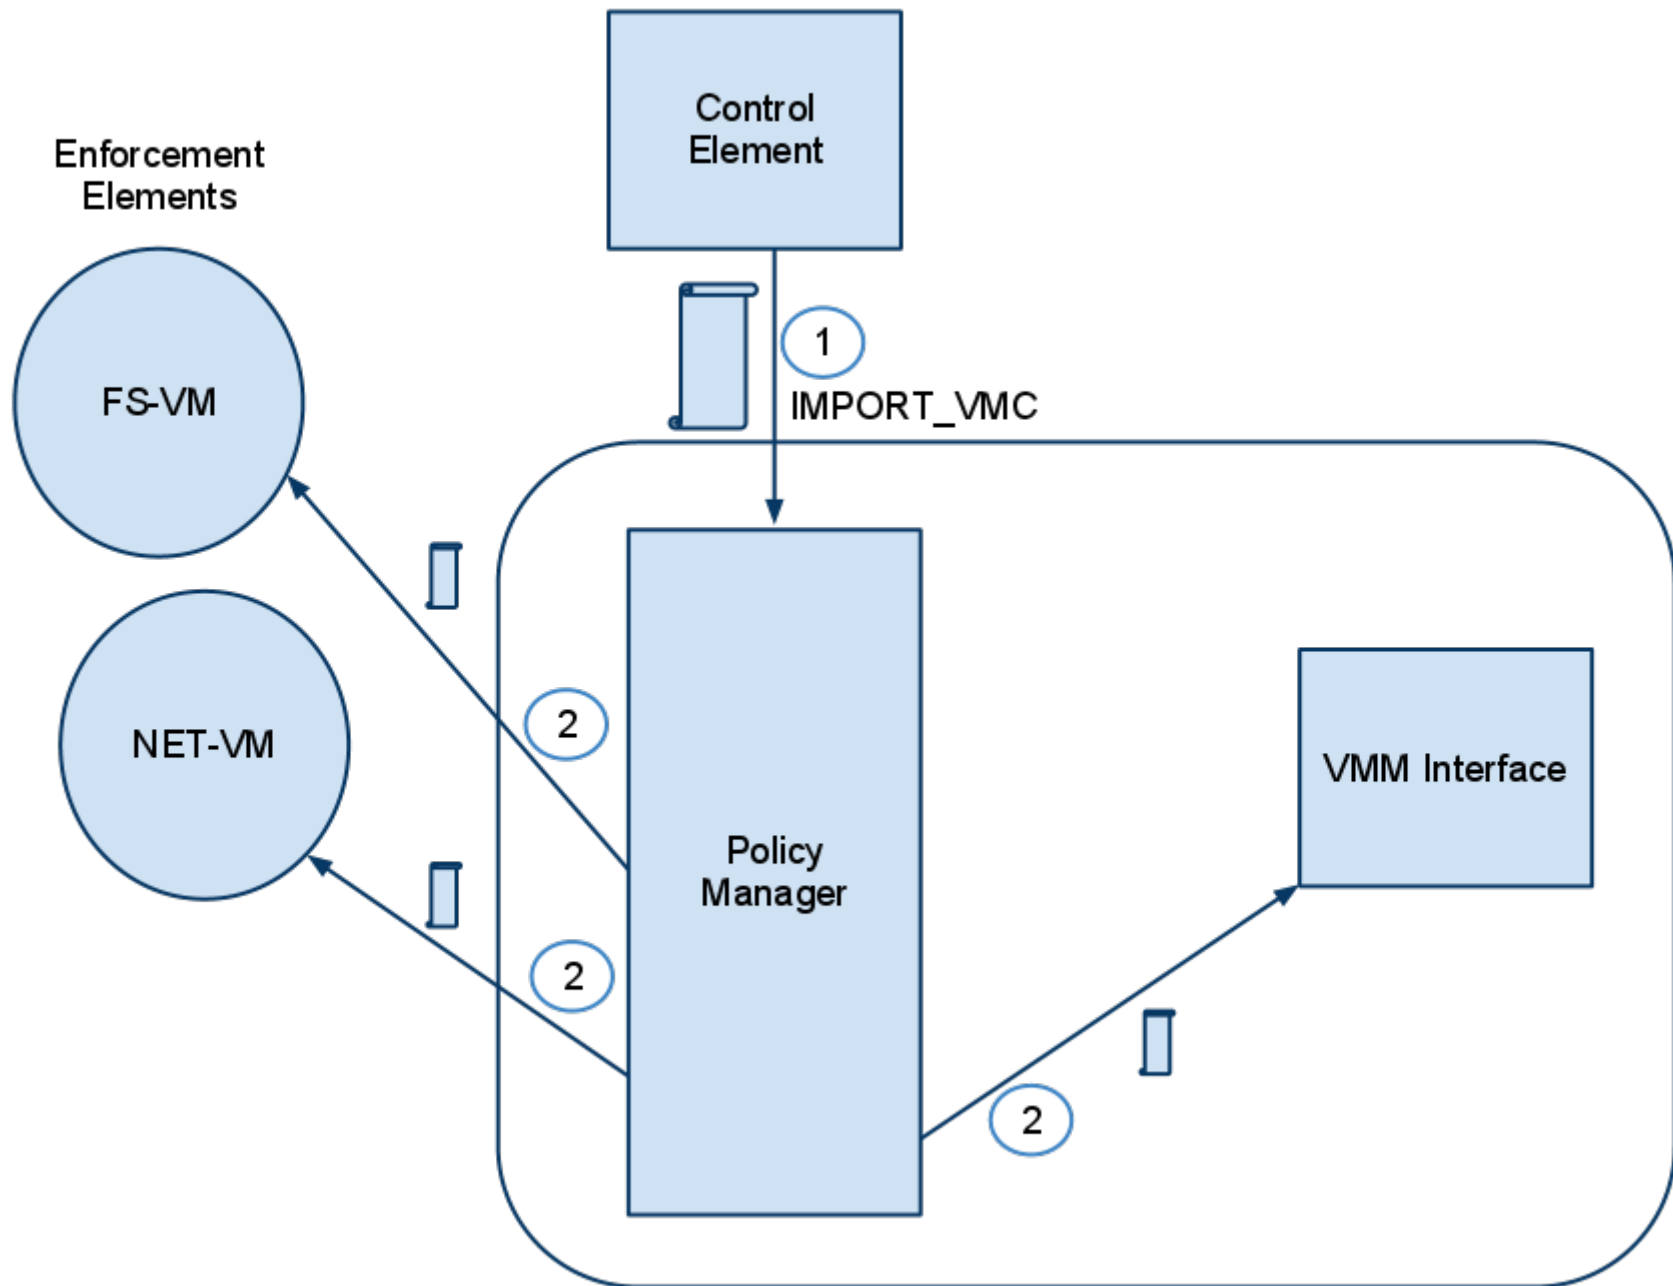 Control
Element
Enforcement
Elements
1
FS-VM
IMPORT_VMC
2
NET-VM
VMM Interface
Policy
Manager
2
2